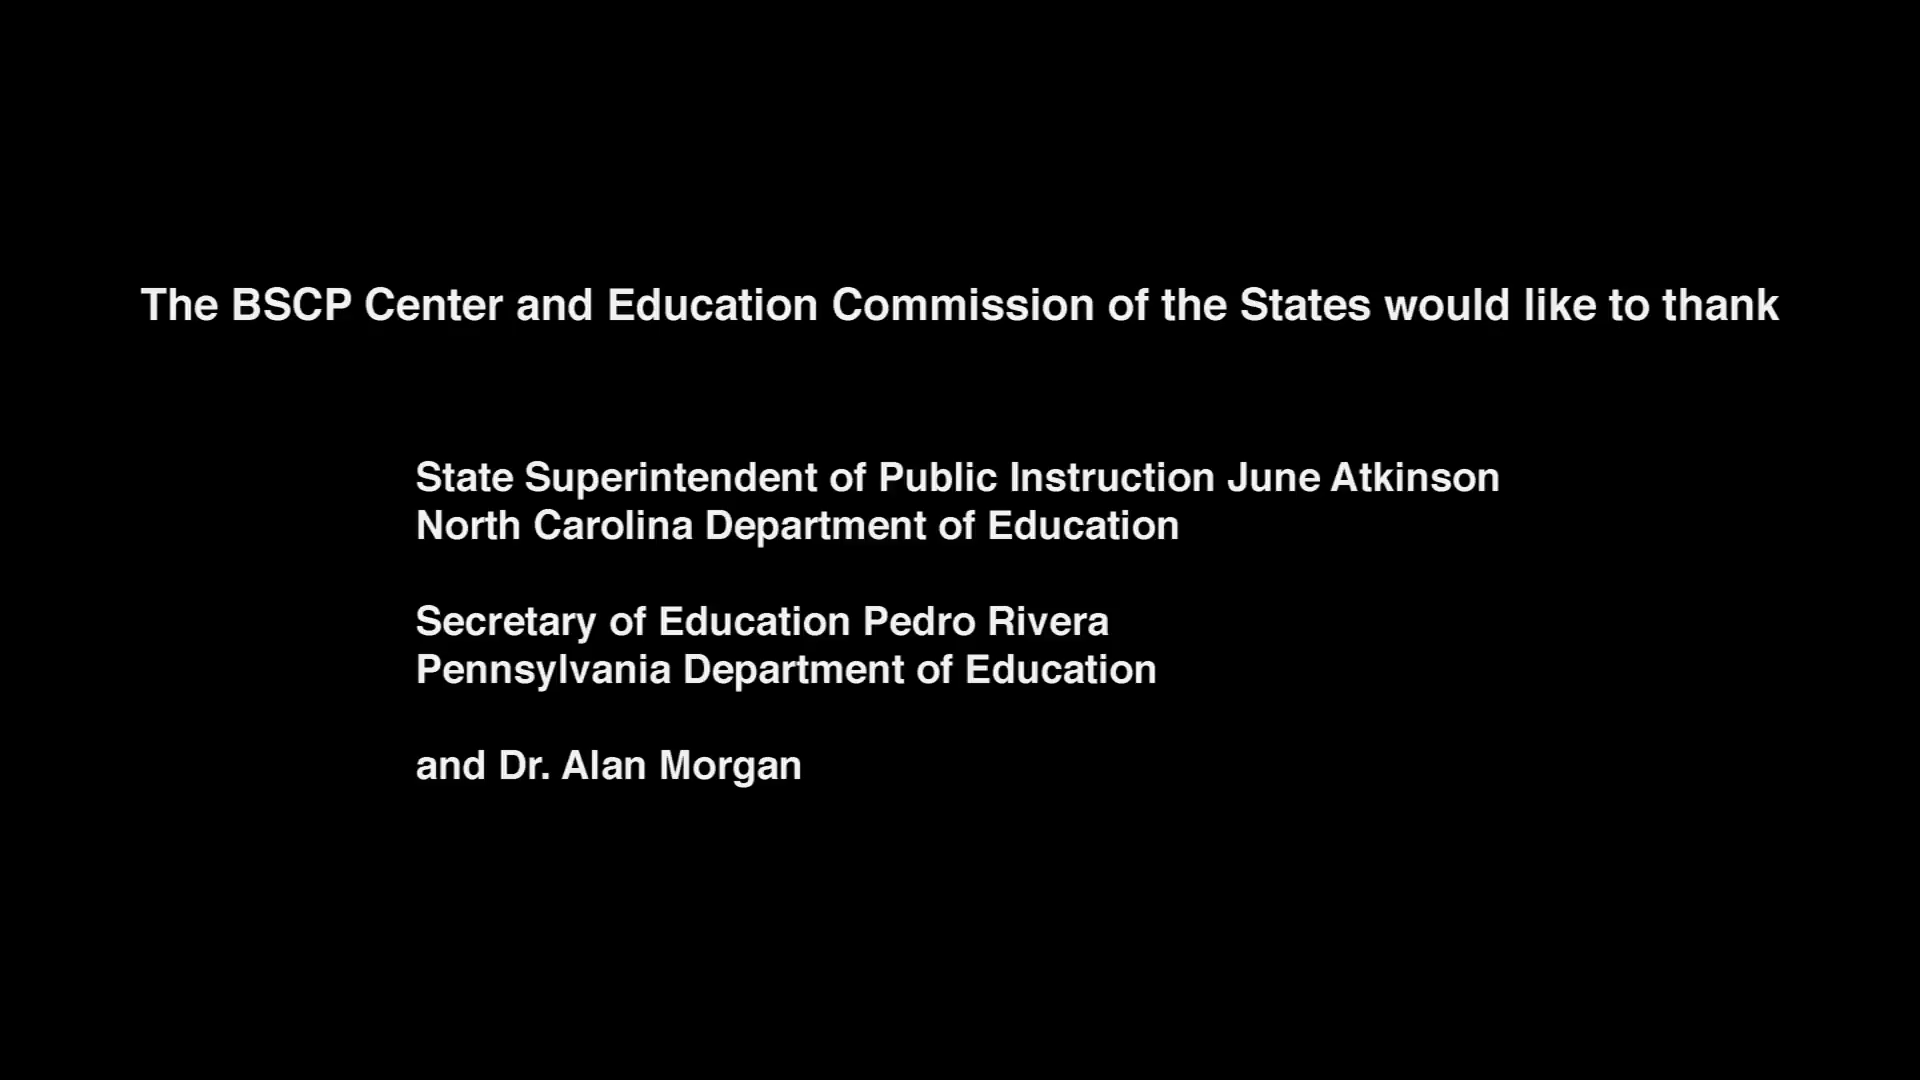 The BSCP Center and Education Commission of the States would like to thank
State Superintendent of Public Instruction June Atkinson
North Carolina Department of Education
Secretary of Education Pedro Rivera
Pennsylvania Department of Education
and Dr. Alan Morgan